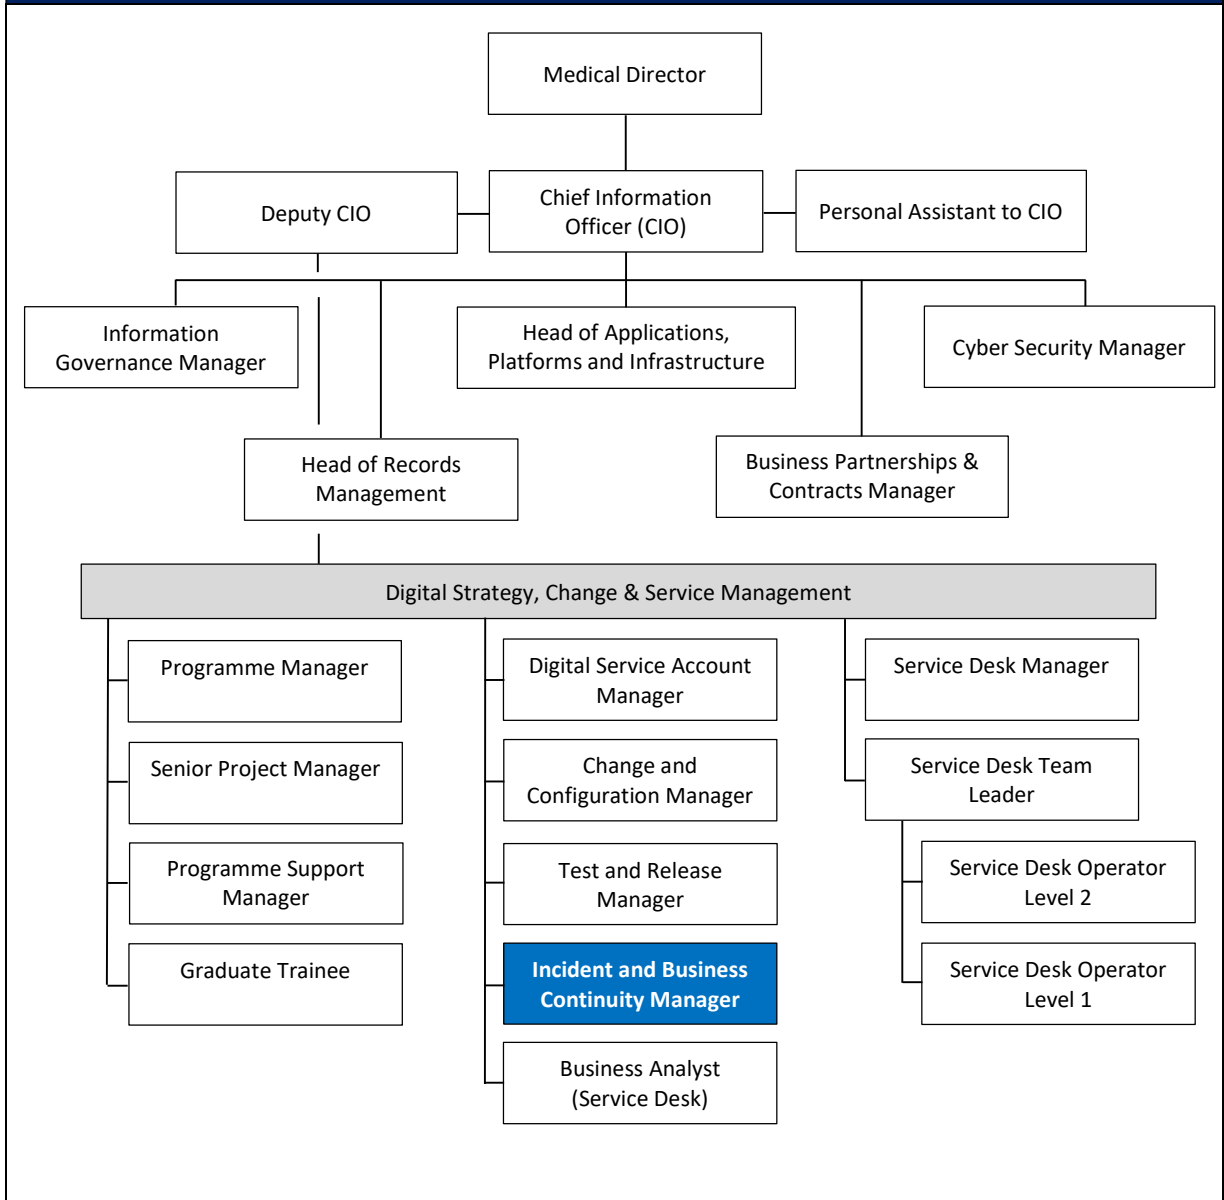 Medical Director
Deputy CIO
Chief Information
Officer (CIO)
Personal Assistant to CIO
Information
Governance Manager
Head of Applications,
Platforms and Infrastructure
Cyber Security Manager
Head of Records
Management
Business Partnerships &
Contracts Manager
Digital Strategy, Change & Service Management
Programme Manager
Senior Project Manager
Programme Support
Manager
Graduate Trainee
Digital Service Account
Manager
Change and
Configuration Manager
Test and Release
Manager
Incident and Business
Continuity Manager
Business Analyst
(Service Desk)
Service Desk Manager
Service Desk Team
Leader
Service Desk Operator
Level 2
Service Desk Operator
Level 1